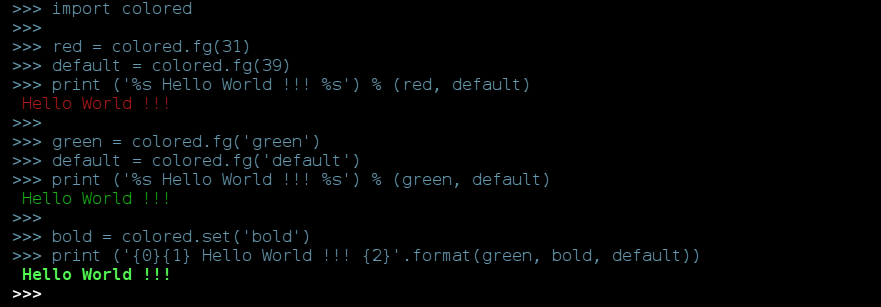 >>> import colored
>>>
>>> red = colored.fg(31)
>>> default = colored.fg(39)
>>> print ('%s Hello World !!! %s') % (red, default)
 Hello World !!!
>>>
>>> green = colored.fg('green')
>>> default = colored.fg('default')
>>> print ('%s Hello World !!! %s') % (green, default)
 Hello World !!!
>>>
>>> bold = colored.set('bold')
>>> print ('{0}{1} Hello World !!! {2}'.format(green, bold, default))
 Hello World !!!
>>>